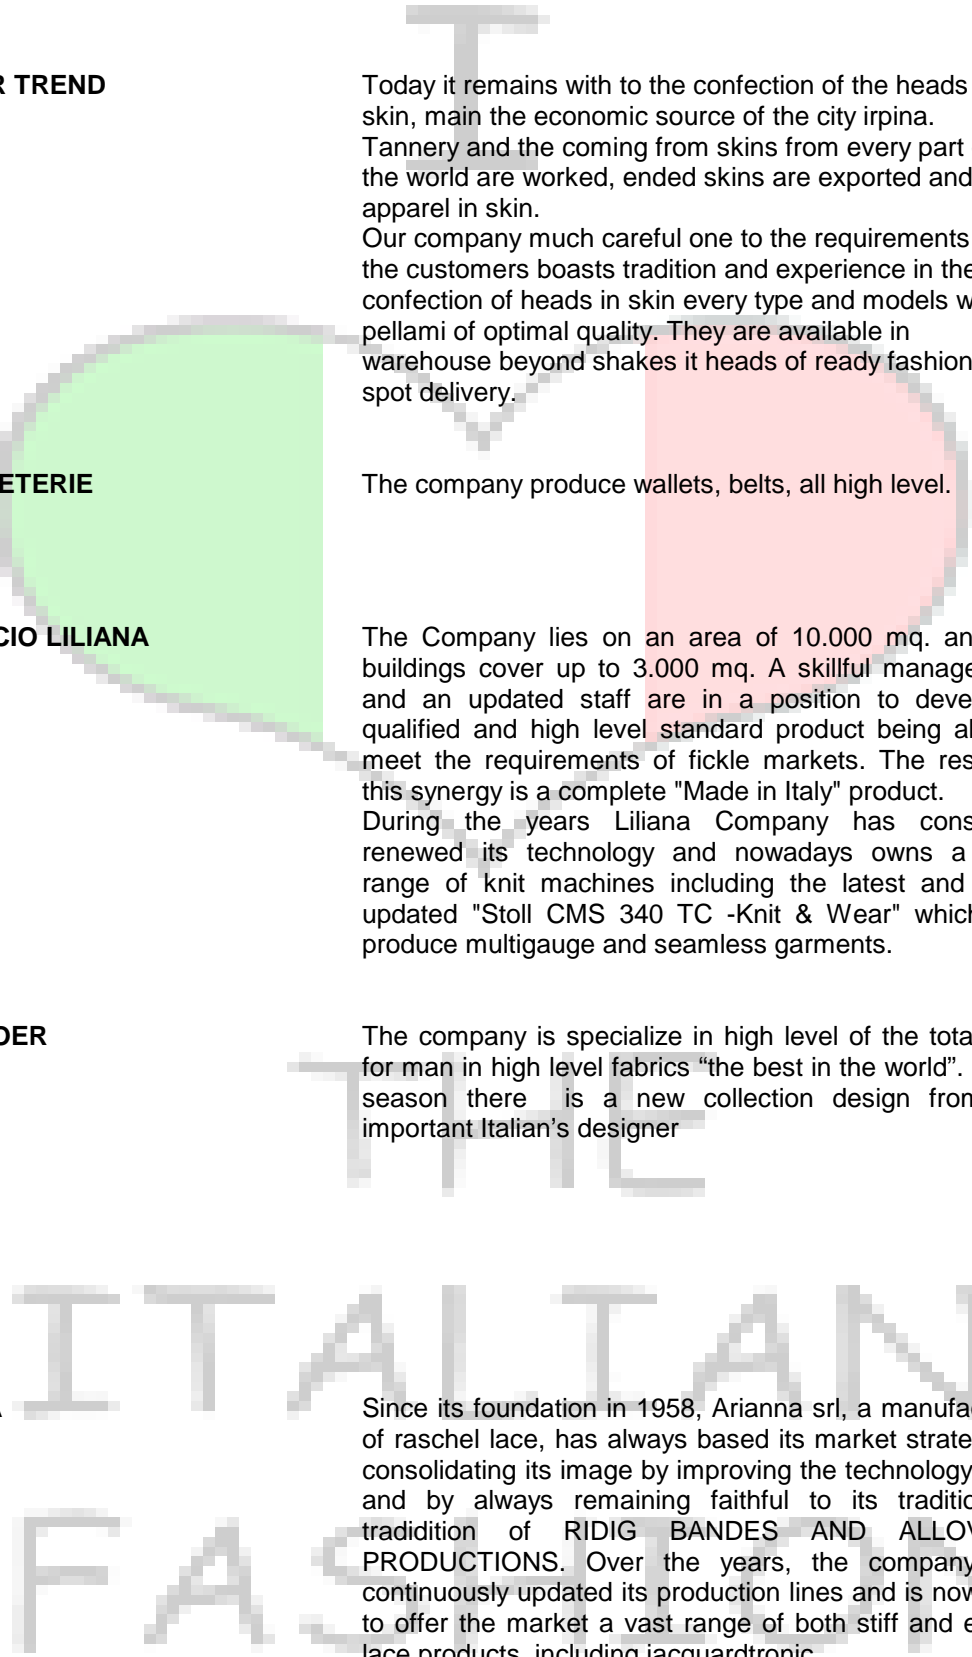 I
R TREND
Today it remains with to the confection of the heads
skin, main the economic source of the city irpina.
Tannery and the coming from skins from every part
the world are worked, ended skins are exported and
apparel in skin.
Our company much careful one to the requirements
the customers boasts tradition and experience in the
confection of heads in skin every type and models w
pellami of optimal quality. They are available in
warehouse beyond shakes it heads of ready fashion
spot delivery.
ETERIE
The company produce wallets, belts, all high level.
CIO LILIANA
The Company lies on an area of 10.000 mq. an
buildings cover up to 3.000 mq. A skillful manage
and an updated staff are in a position to deve
qualified and high level standard product being al
meet the requirements of fickle markets. The res
this synergy is a complete "Made in Italy" product.
During the years Liliana Company has cons
renewed its technology and nowadays owns a
range of knit machines including the latest and
updated "Stoll CMS 340 TC -Knit & Wear" which
produce multigauge and seamless garments.
DER
The company is specialize in high level of the tota
for man in high level fabrics “the best in the world”.
season there is a new collection design from
important Italian’s designer
THE
ITALIAN
A
Since its foundation in 1958, Arianna srl, a manufa
of raschel lace, has always based its market strate
consolidating its image by improving the technology
and by always remaining faithful to its traditio
tradidition of RIDIG BANDES AND ALLOV
PRODUCTIONS. Over the years, the company
continuously updated its production lines and is now
to offer the market a vast range of both stiff and e
lace products, including jacquardtronic
FASHION